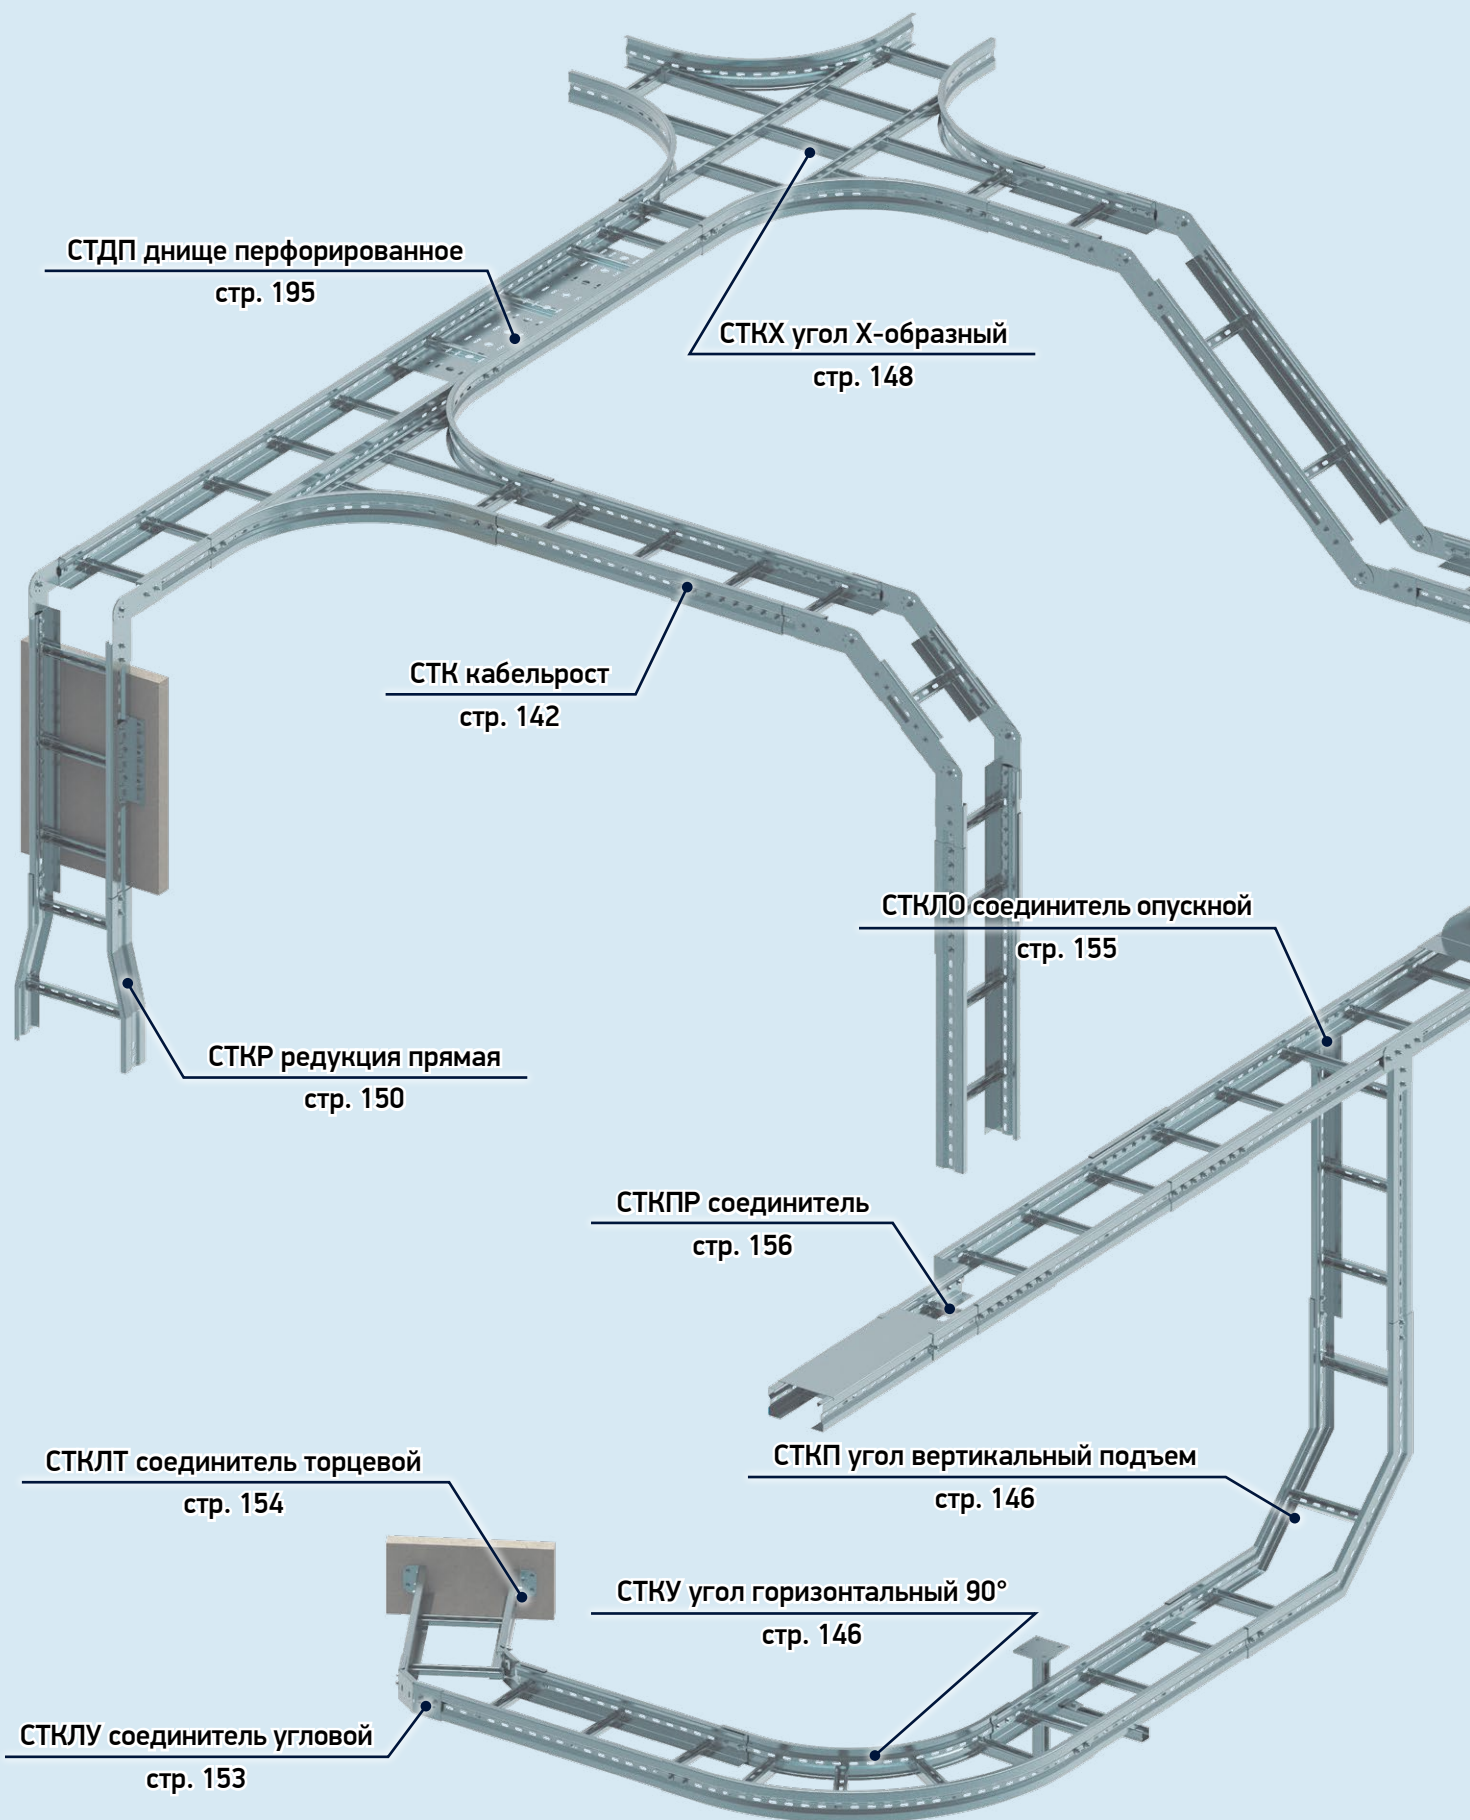 СТДП днище перфорированное
стр. 195
СТКХ угол Х-образный
стр. 148
СТК кабельрост
стр. 142
СТКЛО соединитель опускной
стр. 155
СТКР редукция прямая
стр. 150
СТКПР соединитель
стр. 156
СТКЛТ соединитель торцевой
стр. 154
СТКП угол вертикальный подъем
стр. 146
СТКУ угол горизонтальный 90°
стр. 146
СТКЛУ соединитель угловой
стр. 153